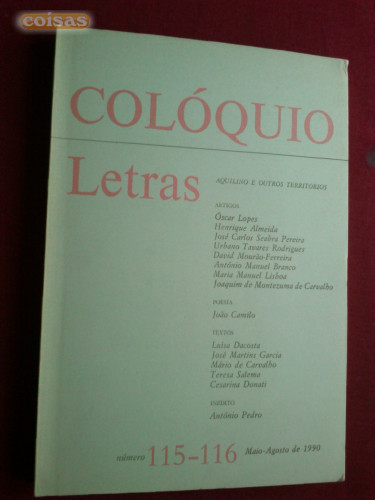 coisas
COLÓQUIO
Letras
AQUILINO E OUTROS TERRITÓRIOS
ARTIGOS
Óscar Lopes
Henrique Almeida
José Carlos Seabra Pereira
Urbano Tavares Rodrigues
David Mourão-Ferreira
António Manuel Branco
Maria Manuel Lisboa
Joaquim de Montezuma de Carvalho
POESIA
João Camilo
TEXTOS
Luísa Dacosta
José Martins Garcia
Mário de Carvalho
Teresa Salema
Cesarina Donati
INÉDITO
António Pedro
número 115-116 Maio-Agosto de 1990